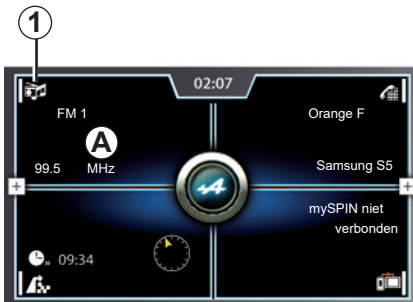 1
02:07
FM 1
Orange F
A
99.5 MHz
Samsung S5
mySPIN niet
verbonden
09:34